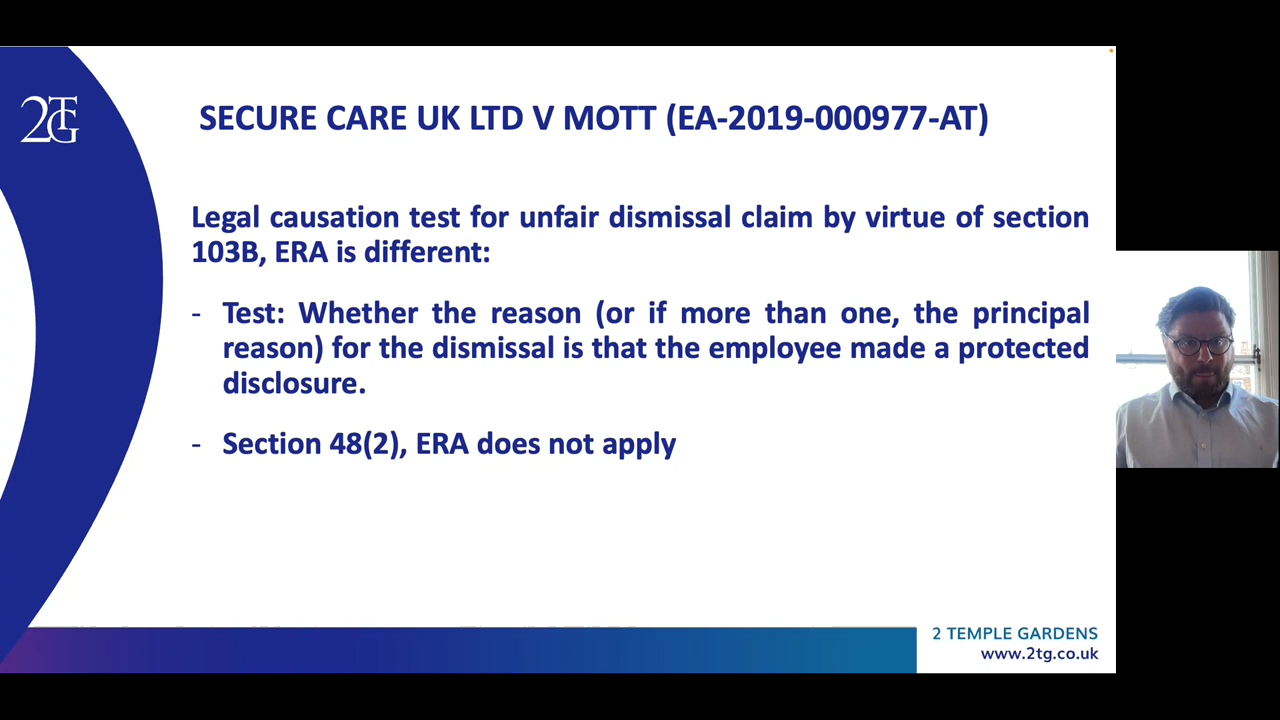 2TG
SECURE CARE UK LTD V MOTT (EA-2019-000977-AT)
Legal causation test for unfair dismissal claim by virtue of section
103B, ERA is different:
- Test: Whether the reason (or if more than one, the principal
reason) for the dismissal is that the employee made a protected
disclosure.
- Section 48(2), ERA does not apply
2 TEMPLE GARDENS
www.2tg.co.uk